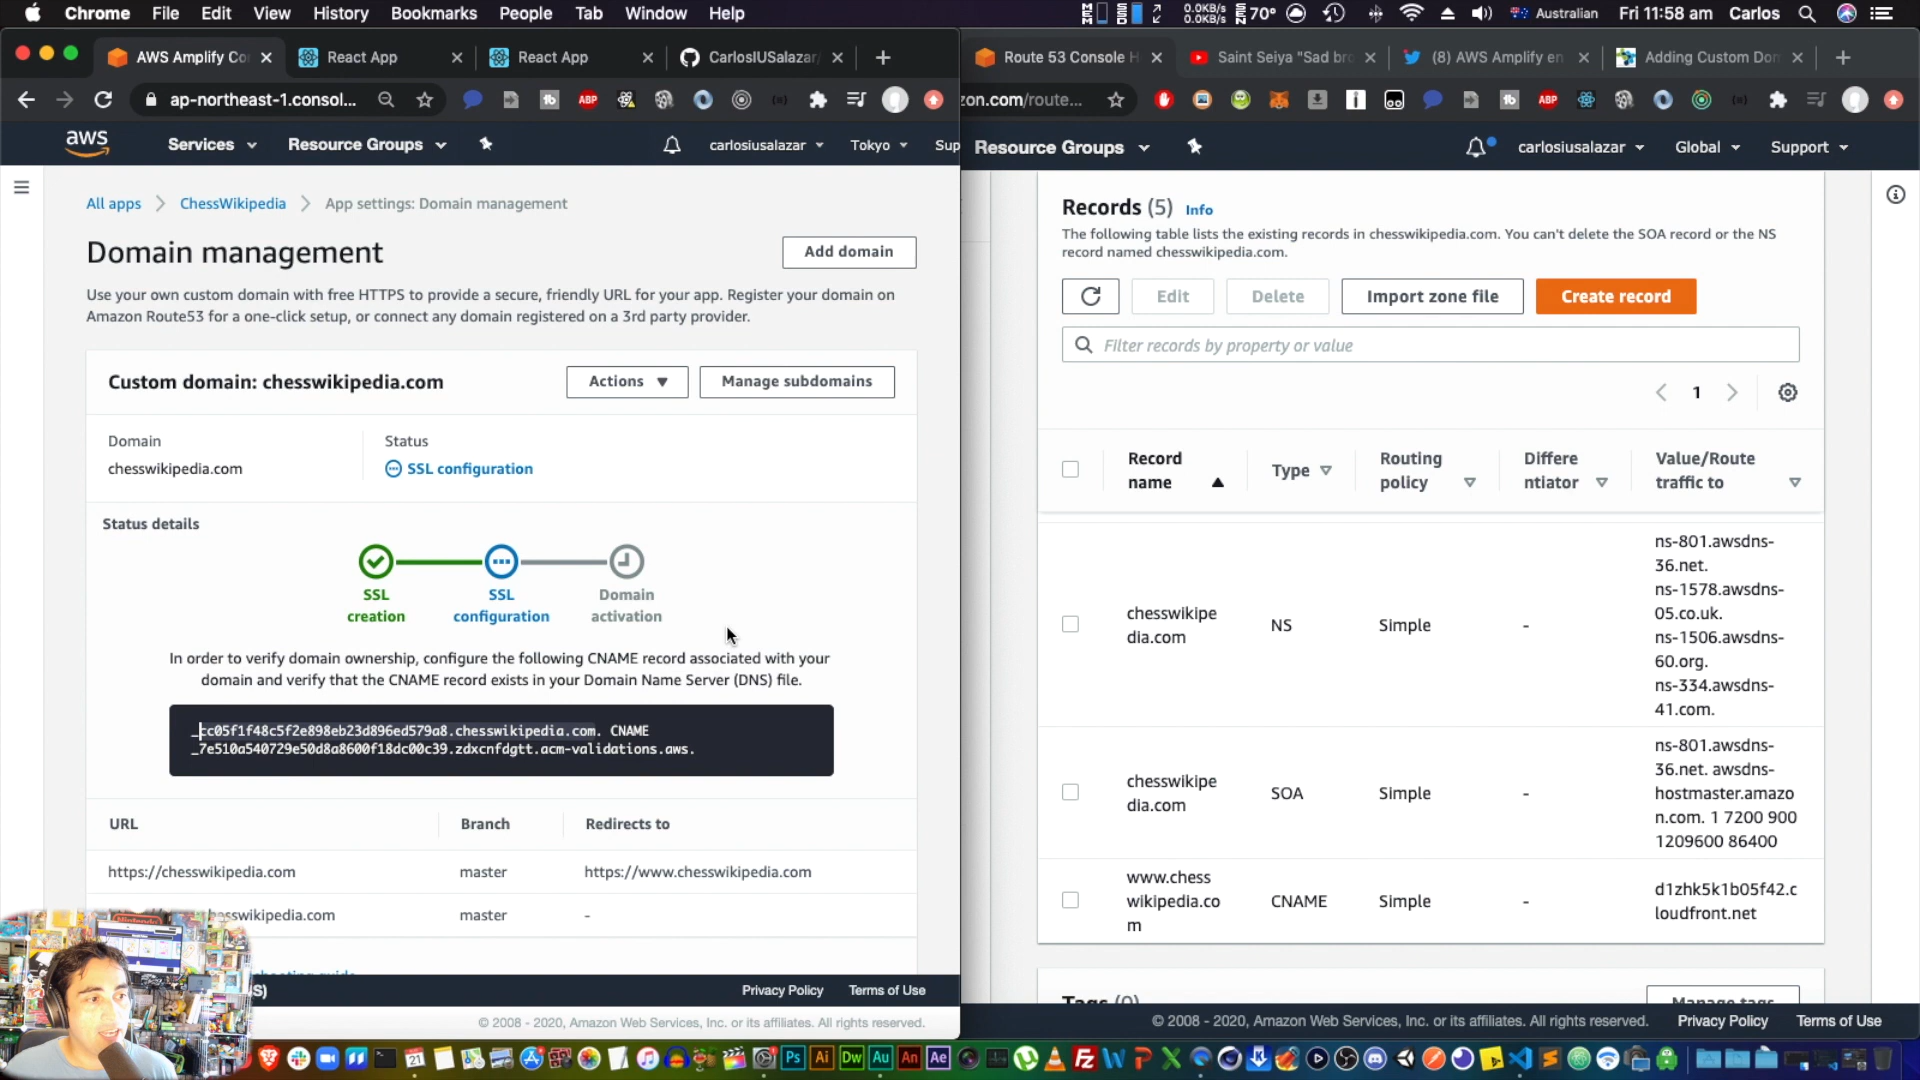 Chrome File Edit View History Bookmarks People Tab Window Help
0.0KB/s
0.0KB/s
70°
Australian Fri 11:58 am Carlos
AWS Amplify Co
React App
React App
CarlosIUSalazar/
Route 53 Console H
Saint Seiya "Sad bro
(8) AWS Amplify en
Adding Custom Dom
ap-northeast-1.consol...
ABP
zon.com/route...
ABP
aws
Services
Resource Groups
carlosiusalazar
Tokyo
Sup
Resource Groups
carlosiusalazar
Global
Support
All apps
ChessWikipedia
App settings: Domain management
Domain management
Add domain
Use your own custom domain with free HTTPS to provide a secure, friendly URL for your app. Register your domain on
Amazon Route53 for a one-click setup, or connect any domain registered on a 3rd party provider.
Custom domain: chesswikipedia.com
Actions
Manage subdomains
Domain
Status
chesswikipedia.com
SSL configuration
Status details
SSL
creation
SSL
configuration
Domain
activation
In order to verify domain ownership, configure the following CNAME record associated with your
domain and verify that the CNAME record exists in your Domain Name Server (DNS) file.
_cc05f1f48c5f2e898eb23d896ed579a8.chesswikipedia.com. CNAME
_7e510a540729e50d8a8600f18dc00c39.zdxcnfdgtt.acm-validations.aws.
URL
Branch
Redirects to
https://chesswikipedia.com
master
https://www.chesswikipedia.com
esswikipedia.com
master
-
Privacy Policy
Terms of Use
© 2008 - 2020, Amazon Web Services, Inc. or its affiliates. All rights reserved.
Records (5) Info
The following table lists the existing records in chesswikipedia.com. You can't delete the SOA record or the NS
record named chesswikipedia.com.
Edit
Delete
Import zone file
Create record
Filter records by property or value
1
Record
name
Type
Routing
policy
Differe
ntiator
Value/Route
traffic to
chesswikipe
dia.com
NS
Simple
-
ns-801.awsdns-
36.net.
ns-1578.awsdns-
05.co.uk.
ns-1506.awsdns-
60.org.
ns-334.awsdns-
41.com.
chesswikipe
dia.com
SOA
Simple
-
ns-801.awsdns-
36.net. awsdns-
hostmaster.amazo
n.com. 1 7200 900
1209600 86400
www.chess
wikipedia.co
m
CNAME
Simple
-
d1zhk5k1b05f42.c
loudfront.net
Tags (0)
Manage tags
© 2008 - 2020, Amazon Web Services, Inc. or its affiliates. All rights reserved.
Privacy Policy
Terms of Use